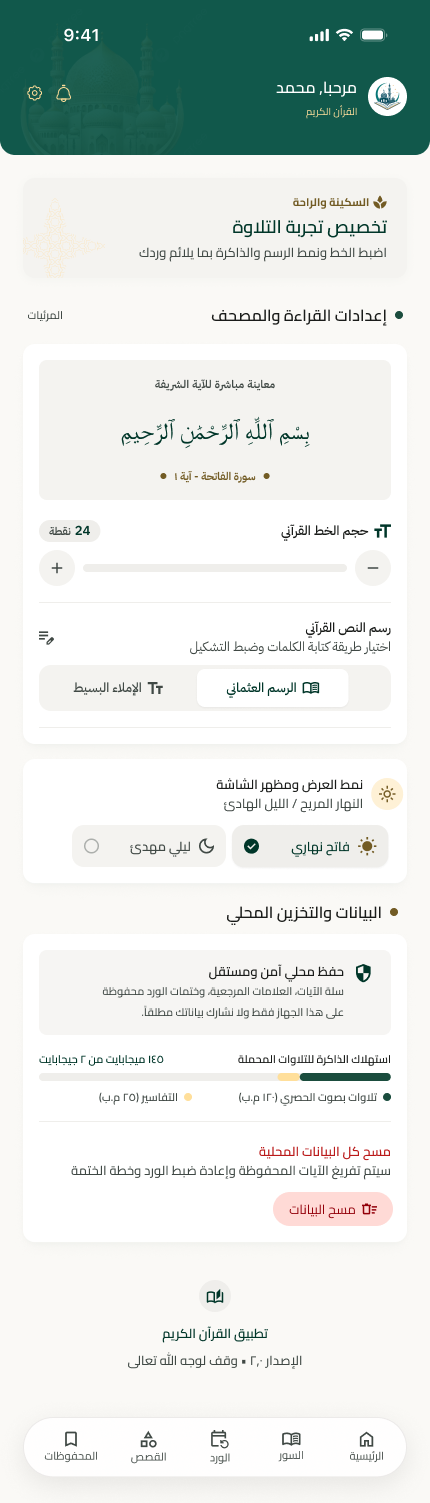 9:41
مرحبا, محمد
القرآن الكريم
السكينة والراحة
تخصيص تجربة التلاوة
اضبط الخط ونمط الرسم والذاكرة بما يلائم وردك
إعدادات القراءة والمصحف
المرئيات
معاينة مباشرة للآية الشريفة
بِسْمِ ٱللَّهِ ٱلرَّحْمَٰنِ ٱلرَّحِيمِ
سورة الفاتحة - آية ١
حجم الخط القرآني
24 نقطة
رسم النص القرآني
اختيار طريقة كتابة الكلمات وضبط التشكيل
الرسم العثماني
الإملاء البسيط
نمط العرض ومظهر الشاشة
النهار المريح / الليل الهادئ
فاتح نهاري
ليلي مهدئ
البيانات والتخزين المحلي
حفظ محلي آمن ومستقل
سلة الآيات، العلامات المرجعية، وختمات الورد محفوظة
على هذا الجهاز فقط ولا نشارك بياناتك مطلقاً.
استهلاك الذاكرة للتلاوات المحملة
١٤٥ ميجابايت من ٢ جيجابايت
تلاوات بصوت الحصري (١٢٠ م.ب)
التفاسير (٢٥ م.ب)
مسح كل البيانات المحلية
سيتم تفريغ الآيات المحفوظة وإعادة ضبط الورد وخطة الختمة
مسح البيانات
تطبيق القرآن الكريم
الإصدار ٢,٠ • وقف لوجه الله تعالى
الرئيسية
السور
الورد
القصص
المحفوظات